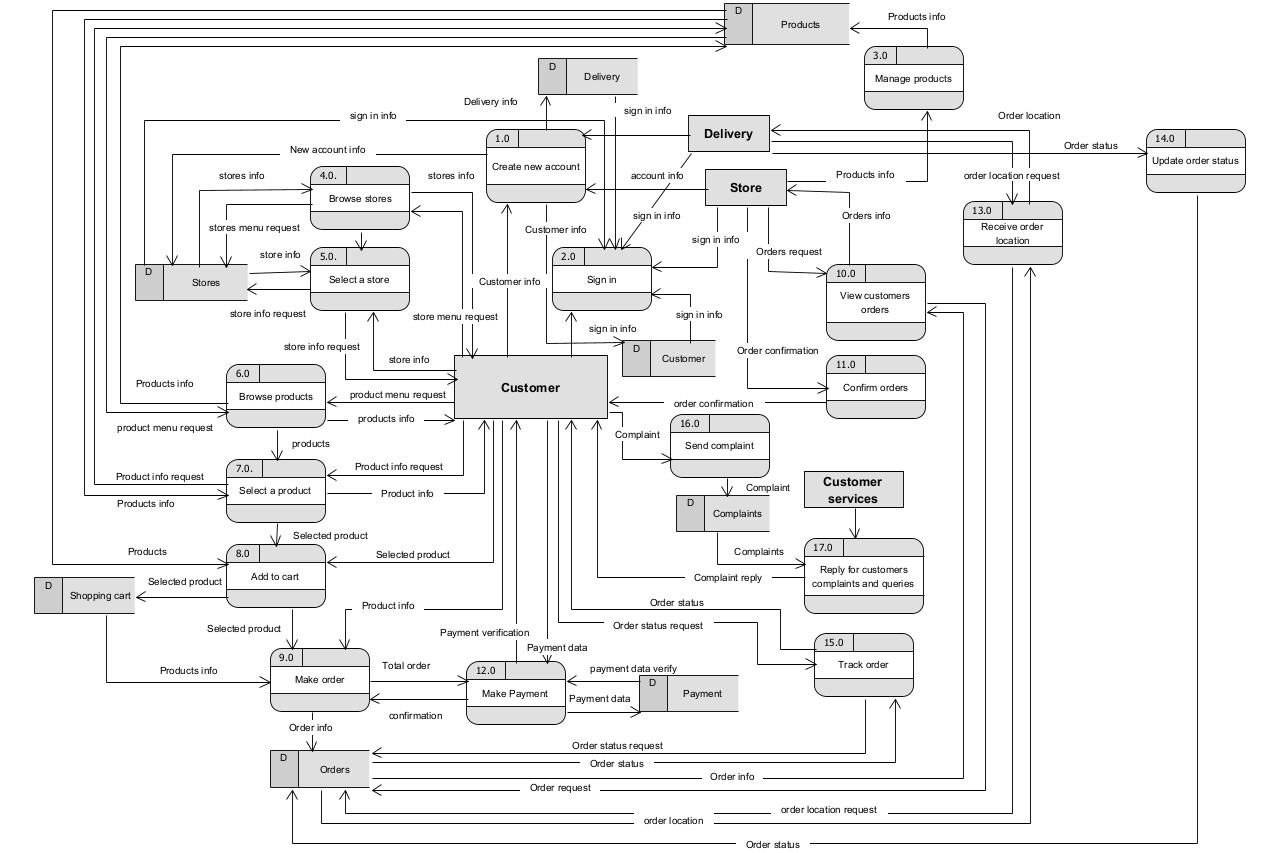 D
Products
Products info
3.0
Manage products
D
Delivery
Delivery info
sign in info
sign in info
Delivery
Order location
Order status
14.0
Update order status
1.0
Create new account
New account info
4.0.
Browse stores
stores info
stores info
stores menu request
account info
Store
Products info
order location request
sign in info
Orders info
13.0
Receive order
location
Customer info
sign in info
Orders request
5.0.
Select a store
store info
D
Stores
store info request
2.0
Sign in
10.0
View customers
orders
Customer info
store menu request
sign in info
sign in info
store info request
store info
D
Customer
Order confirmation
11.0
Confirm orders
Customer
6.0
Browse products
Products info
product menu request
product menu request
products info
order confirmation
Complaint
16.0
Send complaint
products
7.0.
Select a product
Product info request
Products info
Product info request
Product info
Complaint
Customer
services
D
Complaints
Selected product
8.0
Add to cart
Products
Selected product
Complaints
17.0
Reply for customers
complaints and queries
Complaint reply
D
Shopping cart
Selected product
Product info
Order status
Order status request
Selected product
Payment verification
Payment data
15.0
Track order
9.0
Make order
Products info
Total order
12.0
Make Payment
payment data verify
Payment data
D
Payment
confirmation
Order info
D
Orders
Order status request
Order status
Order info
Order request
order location request
order location
Order status